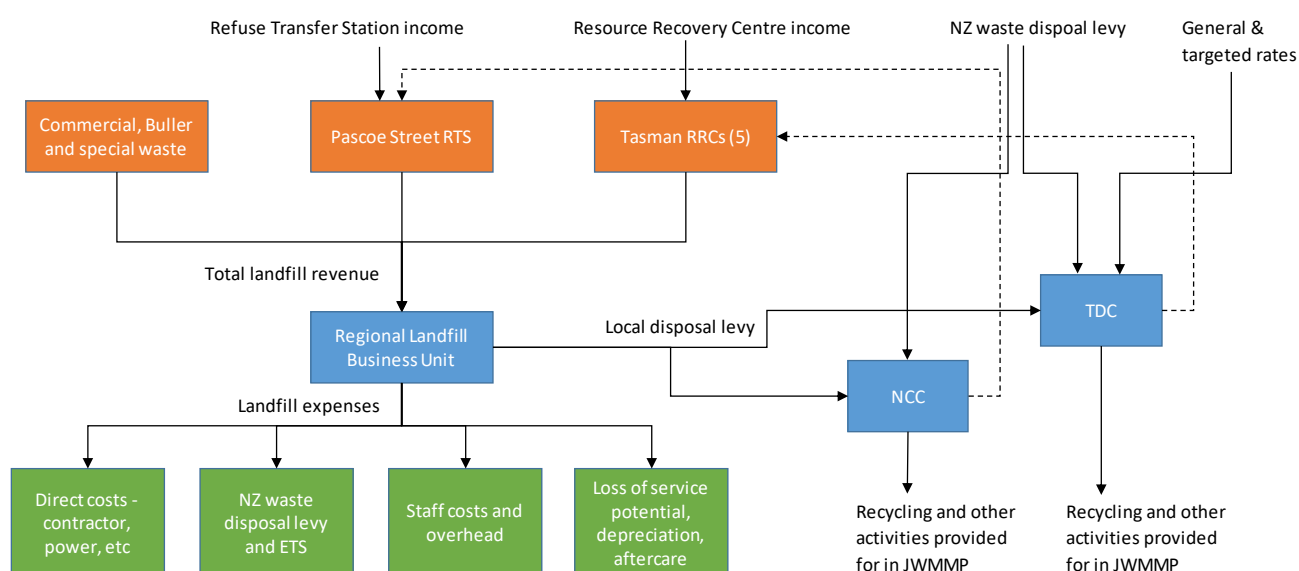 Refuse Transfer Station income
Resource Recovery Centre income
NZ waste dispoal levy
General &
targeted rates
Commercial, Buller
and special waste
Pascoe Street RTS
Tasman RRCs (5)
Total landfill revenue
Regional Landfill
Business Unit
Local disposal levy
TDC
NCC
Landfill expenses
Direct costs -
contractor,
power, etc
NZ waste
disposal levy
and ETS
Staff costs and
overhead
Loss of service
potential,
depreciation,
aftercare
Recycling and other
activities provided
for in JWMMP
Recycling and other
activities provided
for in JWMMP